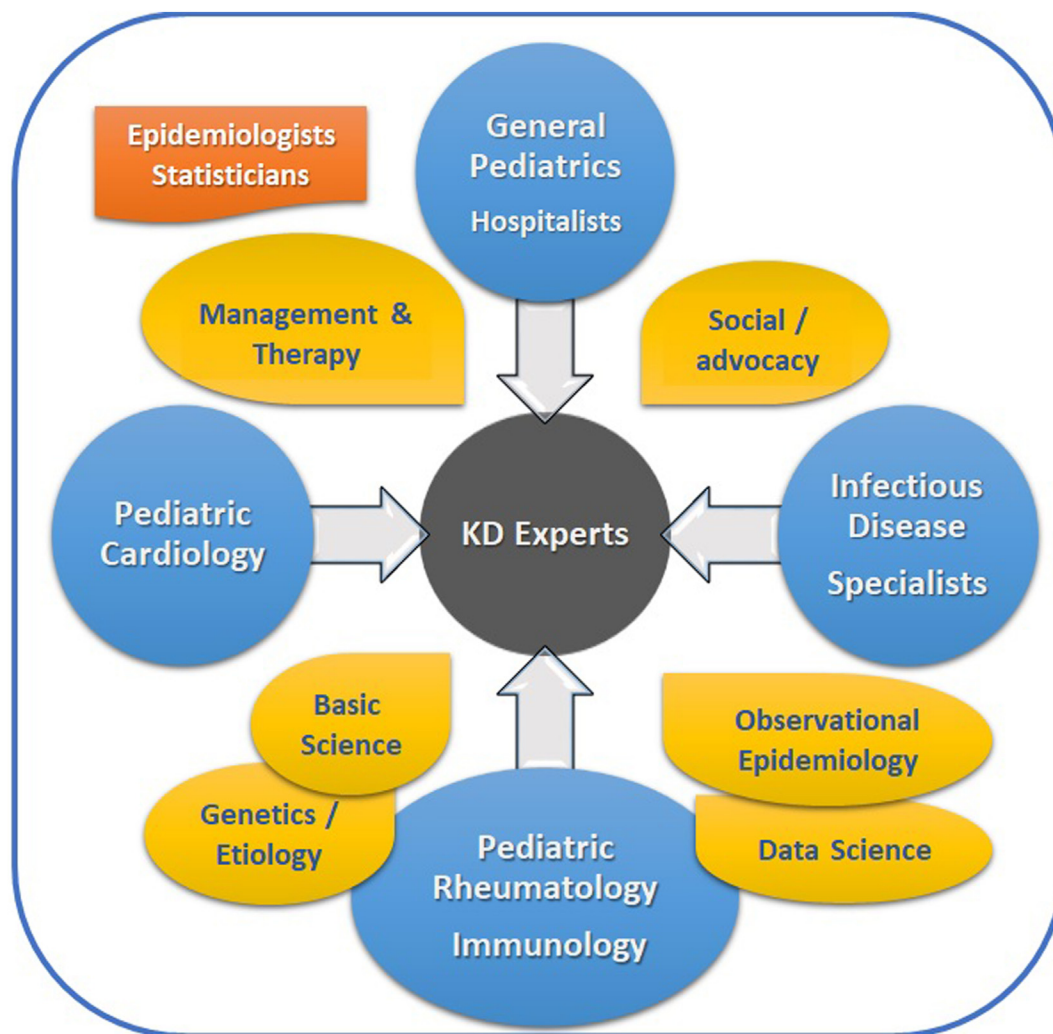 Epidemiologists
Statisticians
General
Pediatrics
Hospitalists
Management &
Therapy
Social /
advocacy
Pediatric
Cardiology
KD Experts
Infectious
Disease
Specialists
Basic
Science
Observational
Epidemiology
Genetics /
Etiology
Data Science
Pediatric
Rheumatology
Immunology